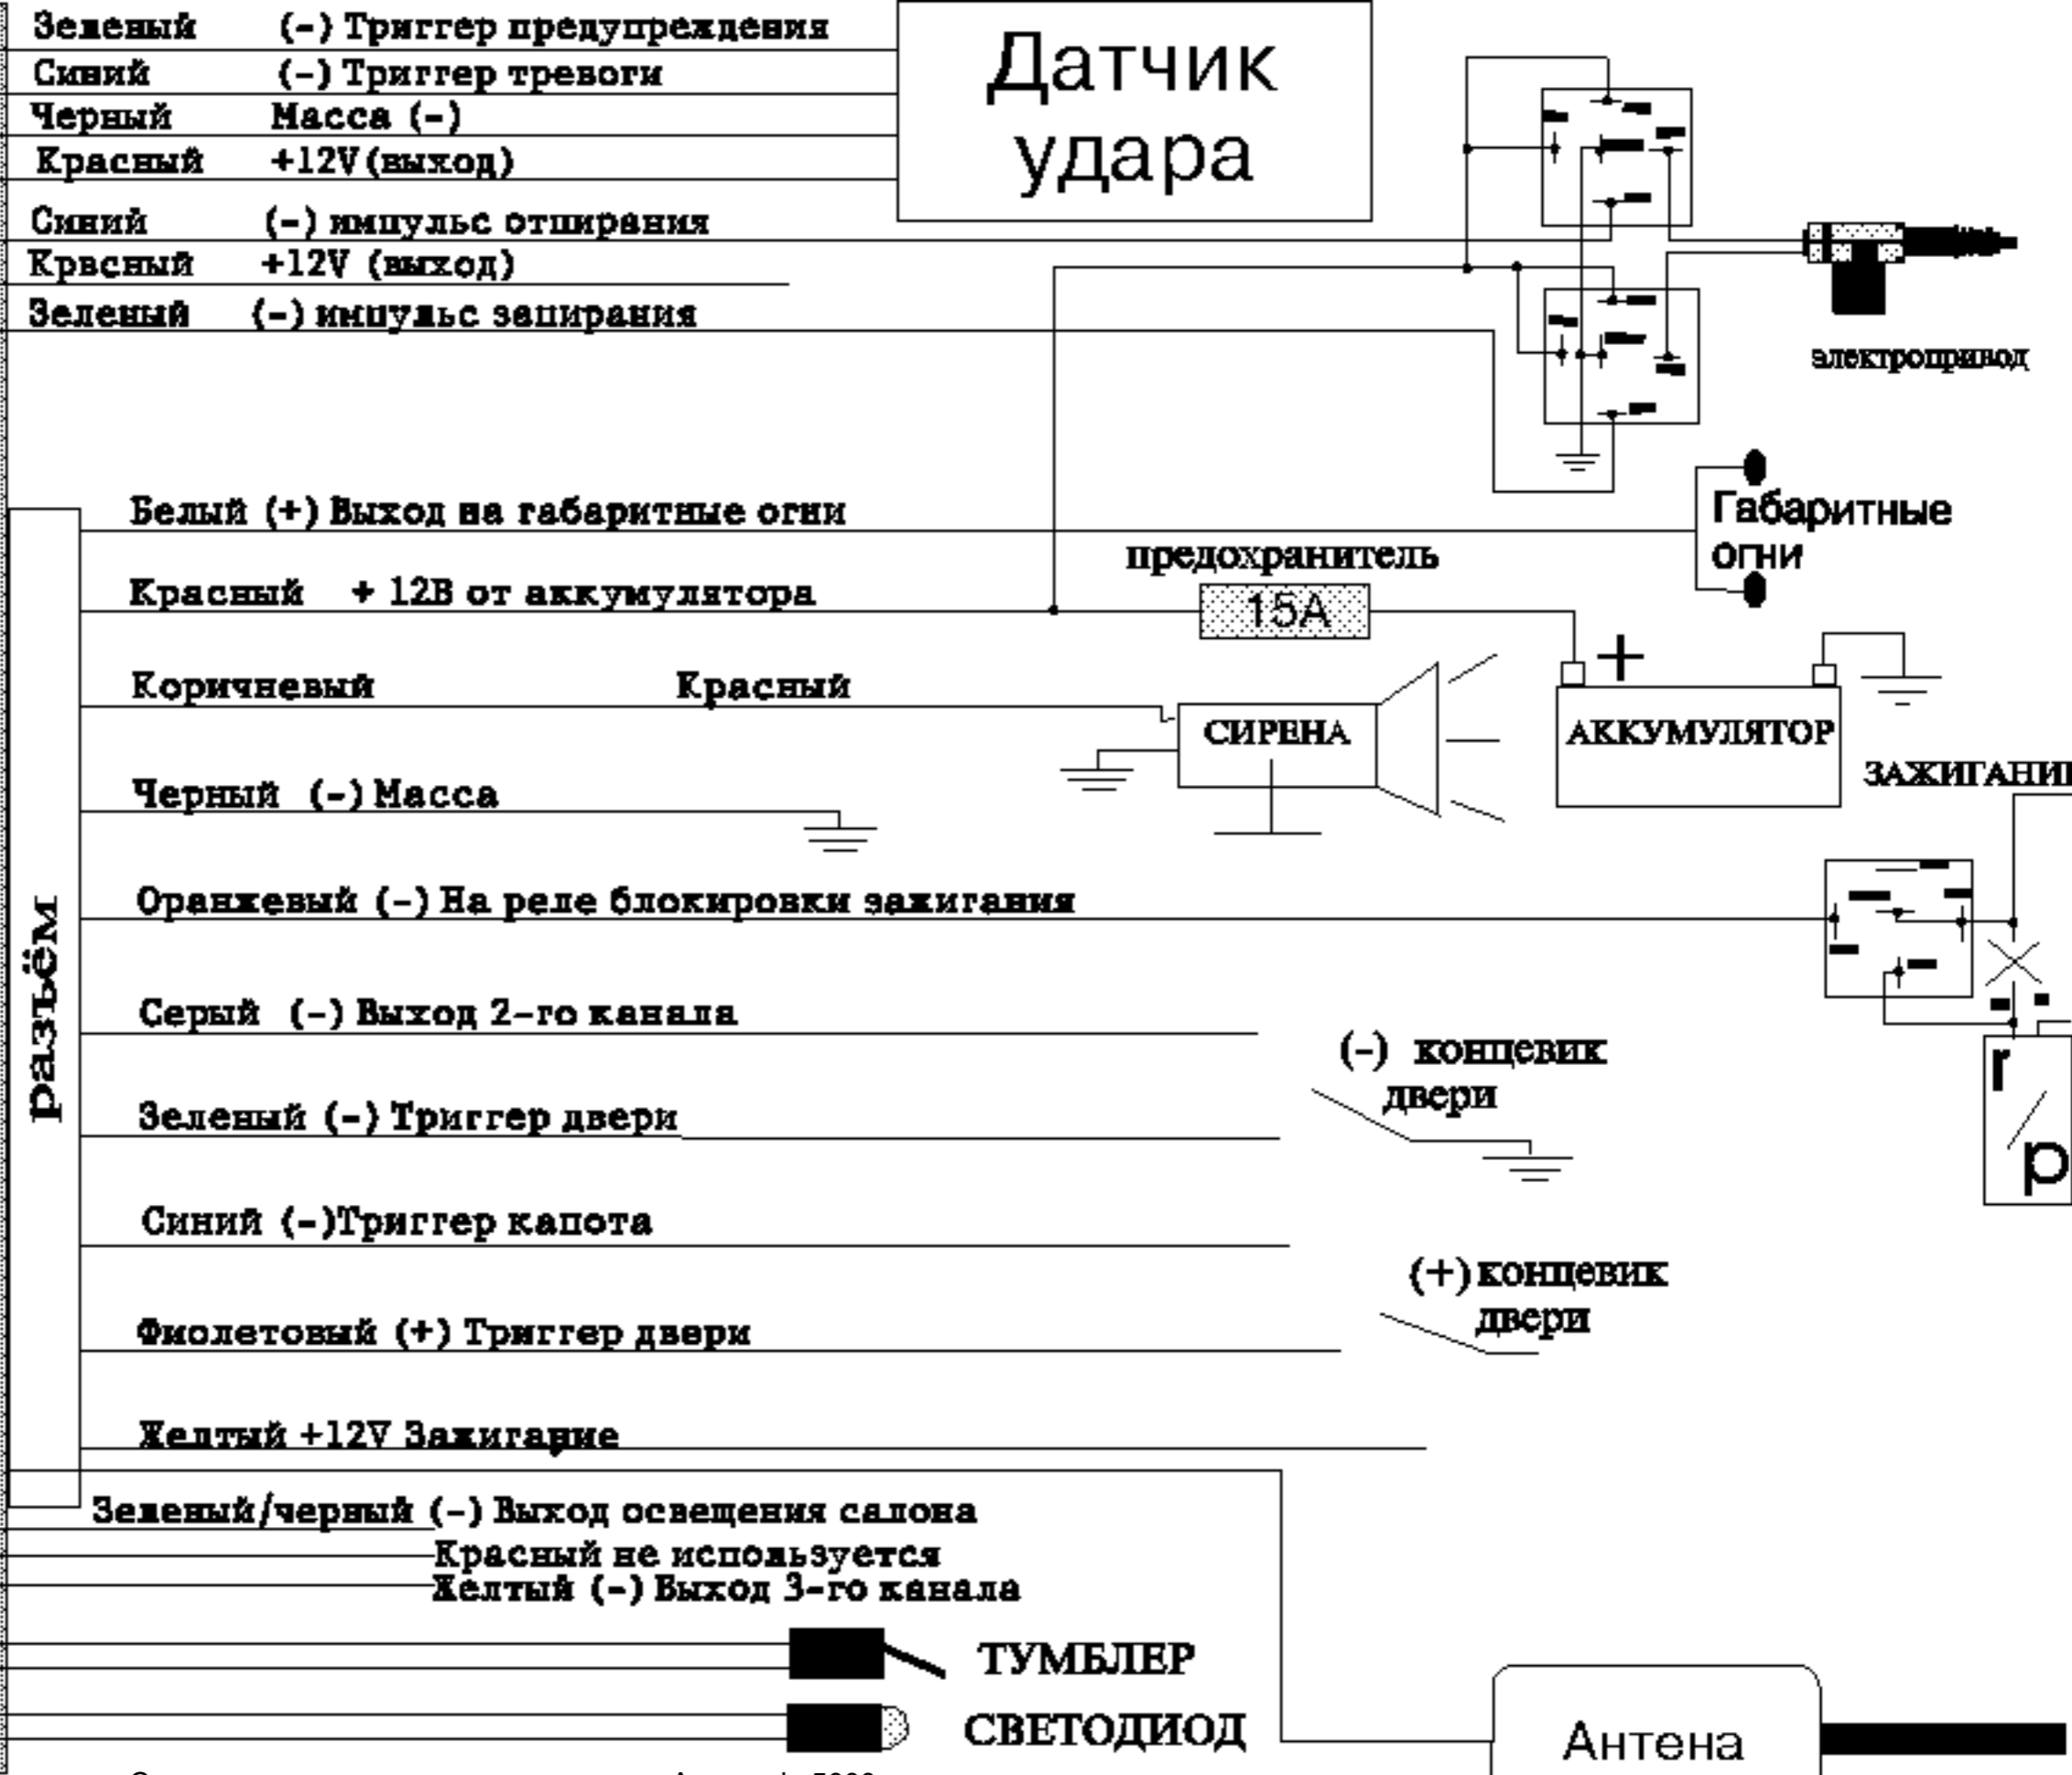 Зеленый (-) Триггер предупреждения
Синий (-) Триггер тревоги
Черный Масса (-)
Красный +12V(выход)
Датчик
удара
Синий (-) импульс отпирания
Крвсный +12V (выход)
Зеленый (-) импульс запирания
электропривод
Белый (+) Выход на габаритные огни
Габаритные
огни
предохранитель
15А
Красный + 12В от аккумулятора
+
Коричневый Красный
СИРЕНА
АККУМУЛЯТОР
Черный (-) Масса
разъём
Оранжевый (-) На реле блокировки зажигания
Серый (-) Выход 2-го канала
(-) концевик
двери
r
р
Зеленый (-) Триггер двери
Синий (-)Триггер капота
(+) концевик
двери
Фиолетовый (+) Триггер двери
Желтый +12V Зажигание
Зеленый/черный (-) Выход освещения салона
Красный не используется
Желтый (-) Выход 3-го канала
ТУМБЛЕР
СВЕТОДИОД
Антена